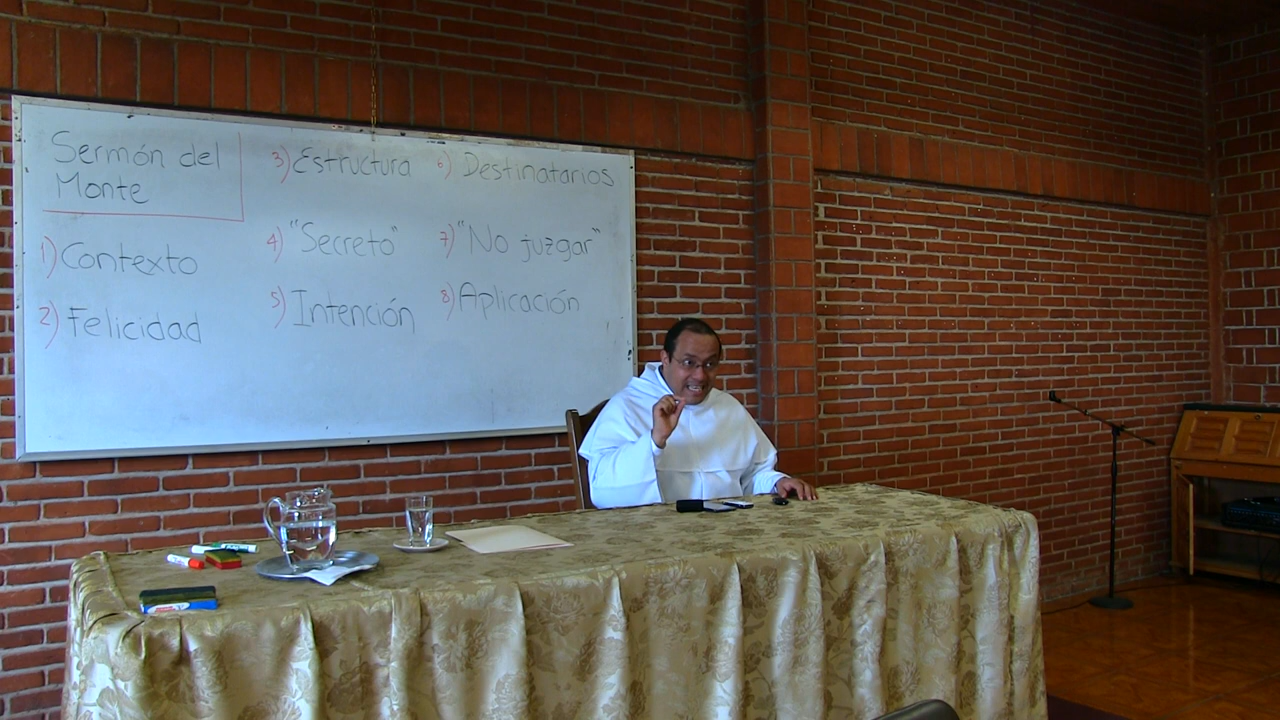 Sermón del
Monte
1) Contexto
2) Felicidad
3) Estructura
4) "Secreto"
5) Intención
6) Destinatarios
7) "No juzgar"
8) Aplicación